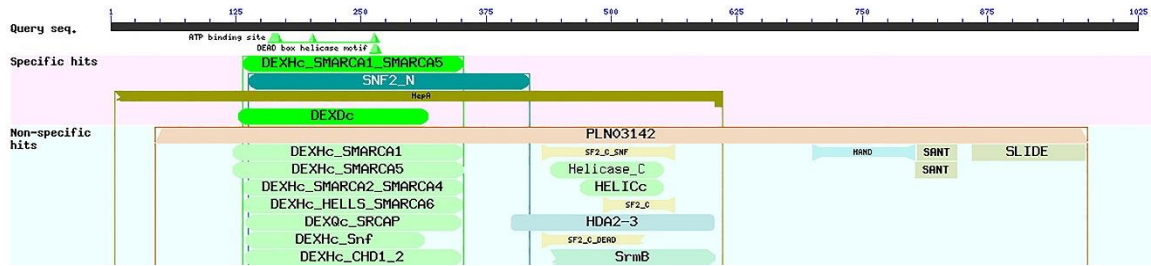 1 125 250 375 500 625 750 875 1025
Query seq.
ATP binding site
DEAD box helicase motif
Specific hits
DEXHc_SMARCA1_SMARCA5
SNF2_N
HepA
DEXDc
Non-specific
hits
PLN03142
DEXHc_SMARCA1 SF2_C_SNF HAND SANT SLIDE
DEXHc_SMARCA5 Helicase_C SANT
DEXHc_SMARCA2_SMARCA4 HELICc
DEXHc_HELLS_SMARCA6 SF2_C
DEXQc_SRCAP HDA2-3
DEXHc_Snf SF2_C_DEAD
DEXHc_CHD1_2 SrmB